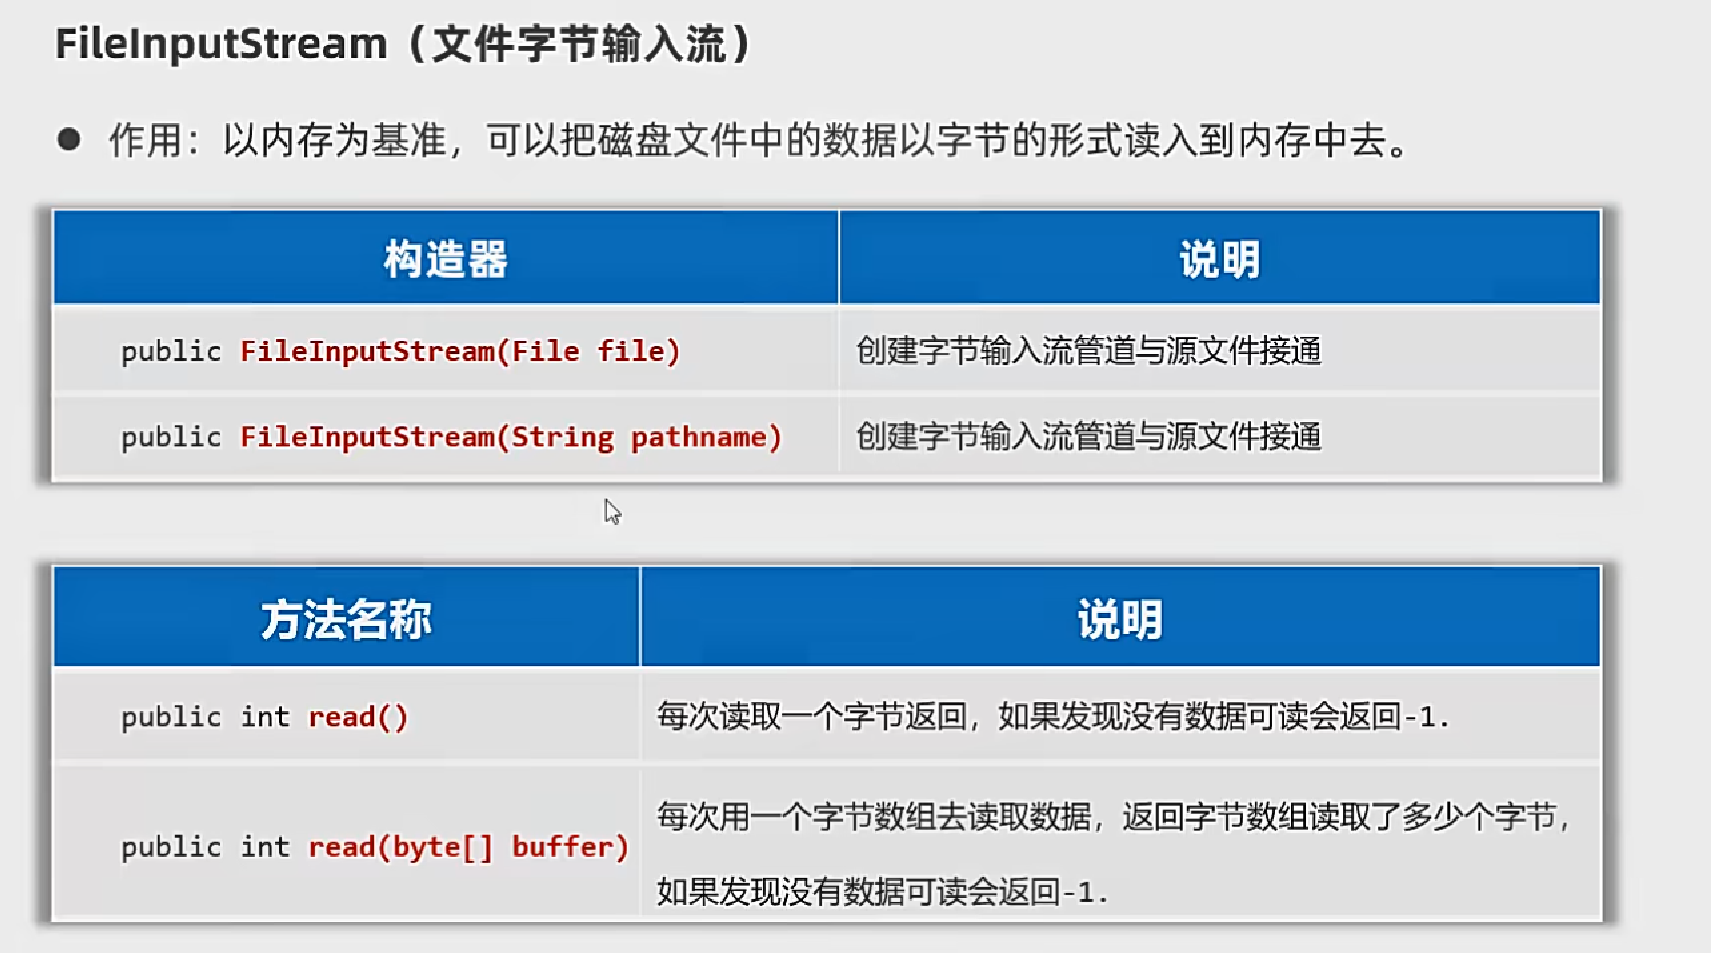 FileInputStream（文件字节输入流）
● 作用：以内存为基准，可以把磁盘文件中的数据以字节的形式读入到内存中去。
构造器 说明
public FileInputStream(File file) 创建字节输入流管道与源文件接通
public FileInputStream(String pathname) 创建字节输入流管道与源文件接通
方法名称 说明
public int read() 每次读取一个字节返回，如果发现没有数据可读会返回-1.
public int read(byte[] buffer) 每次用一个字节数组去读取数据，返回字节数组读取了多少个字节，
如果发现没有数据可读会返回-1.